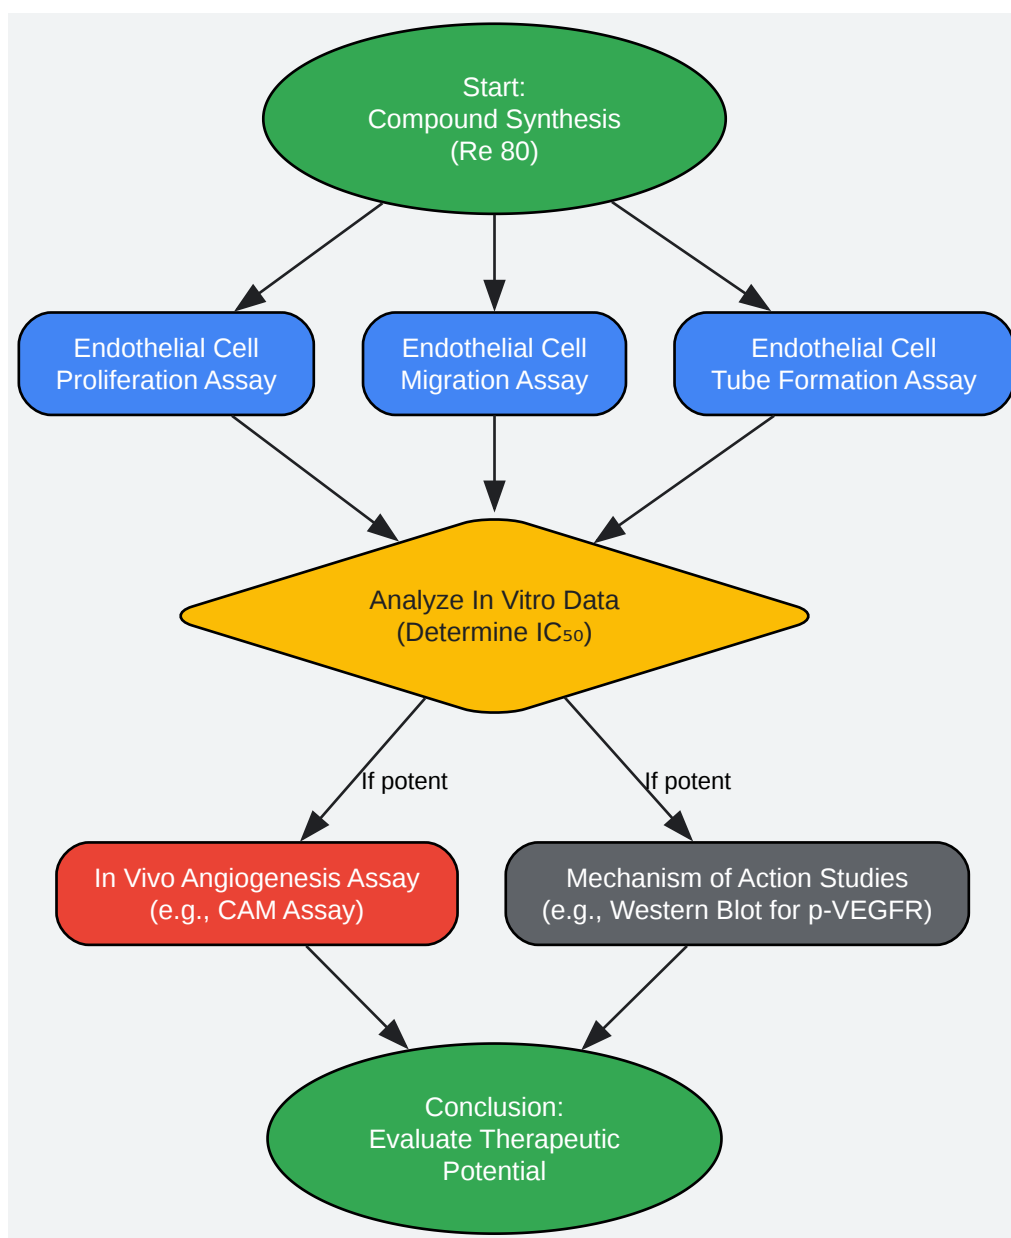 Start:
Compound Synthesis
(Re 80)
Endothelial Cell
Proliferation Assay
Endothelial Cell
Migration Assay
Endothelial Cell
Tube Formation Assay
Analyze In Vitro Data
(Determine IC₅₀)
If potent
If potent
In Vivo Angiogenesis Assay
(e.g., CAM Assay)
Mechanism of Action Studies
(e.g., Western Blot for p-VEGFR)
Conclusion:
Evaluate Therapeutic
Potential